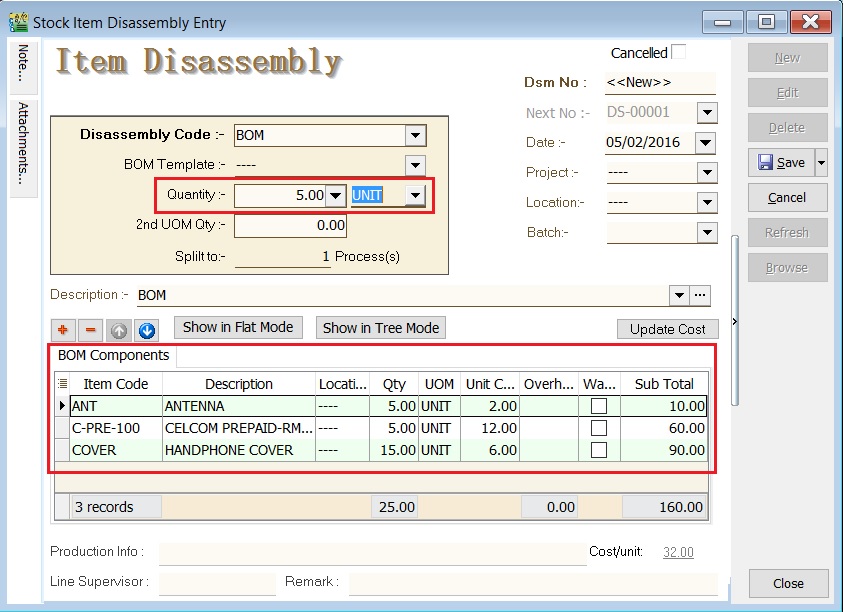 Stock Item Disassembly Entry
Note...
Attachments...
Item Disassembly
Cancelled
Dsm No : <<New>>
Next No :- DS-00001
Date :- 05/02/2016
Project :- ----
Location:- ----
Batch:-
Disassembly Code :- BOM
BOM Template :- ----
Quantity :- 5.00 UNIT
2nd UOM Qty :- 0.00
Splilt to:- 1 Process(s)
Description :- BOM
Show in Flat Mode Show in Tree Mode Update Cost
BOM Components
Item Code Description Locati... Qty UOM Unit C... Overh... Wa... Sub Total
ANT ANTENNA ---- 5.00 UNIT 2.00 10.00
C-PRE-100 CELCOM PREPAID-RM... ---- 5.00 UNIT 12.00 60.00
COVER HANDPHONE COVER ---- 15.00 UNIT 6.00 90.00
3 records 25.00 0.00 160.00
Production Info : Cost/unit: 32.00
Line Supervisor : Remark :
New
Edit
Delete
Save
Cancel
Refresh
Browse
Close